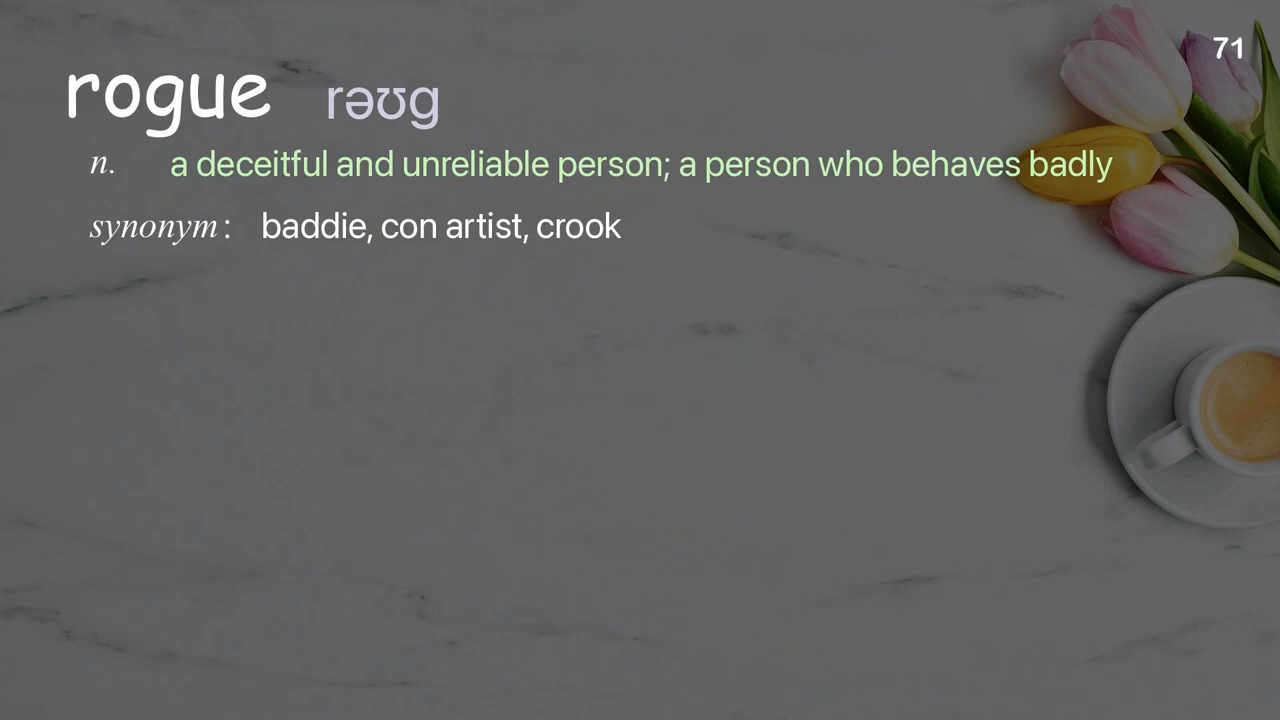 71
rogue rəʊg
n. a deceitful and unreliable person; a person who behaves badly
synonym: baddie, con artist, crook